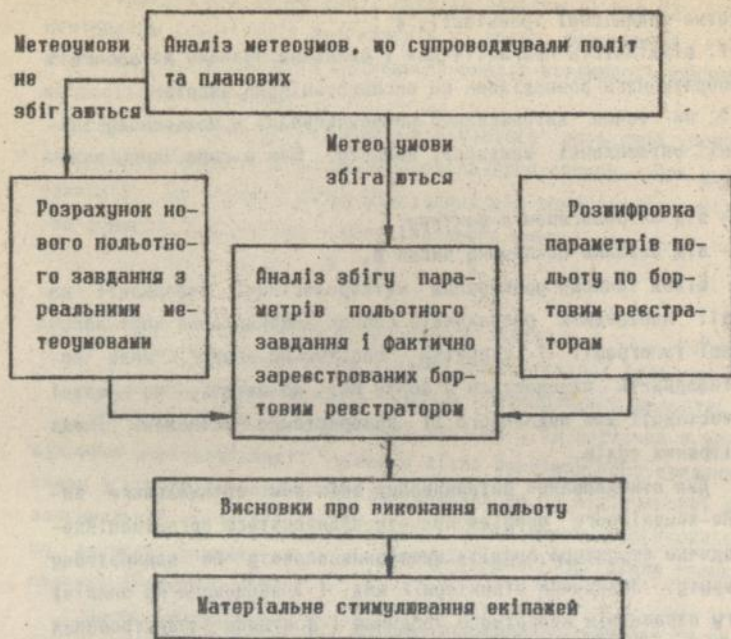 Метеоумови
не
збігаються
Аналіз метеоумов, що супроводжували політ
та планових
Метеоумови
збігаються
Розрахунок но-
вого польотно-
го завдання з
реальними ме-
теоумовами
Аналіз збігу пара-
метрів польотного
завдання і фактично
зареєстрованих бор-
товим реєстратором
Розшифровка
параметрів по-
льоту по бор-
товим реєстра-
торам
Висновки про виконання польоту
Матеріальне стимулювання екіпажей